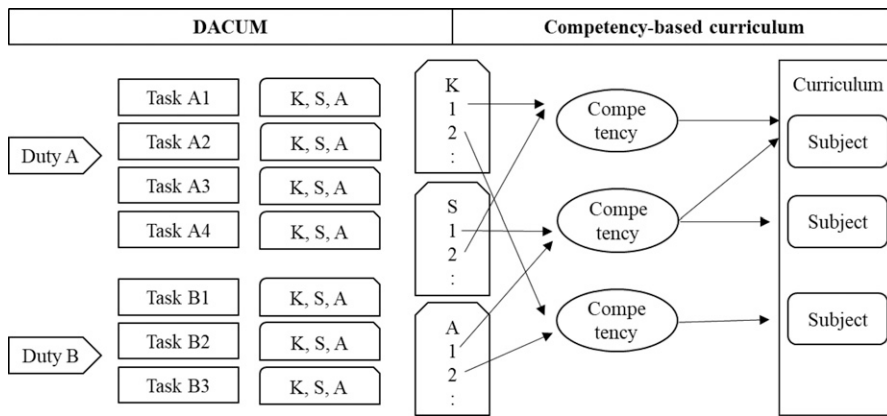 DACUM
Competency-based curriculum
Duty A
Task A1
K, S, A
Task A2
K, S, A
Task A3
K, S, A
Task A4
K, S, A
Duty B
Task B1
K, S, A
Task B2
K, S, A
Task B3
K, S, A
K
1
2
:
S
1
2
:
A
1
2
:
Compe
tency
Compe
tency
Compe
tency
Curriculum
Subject
Subject
Subject